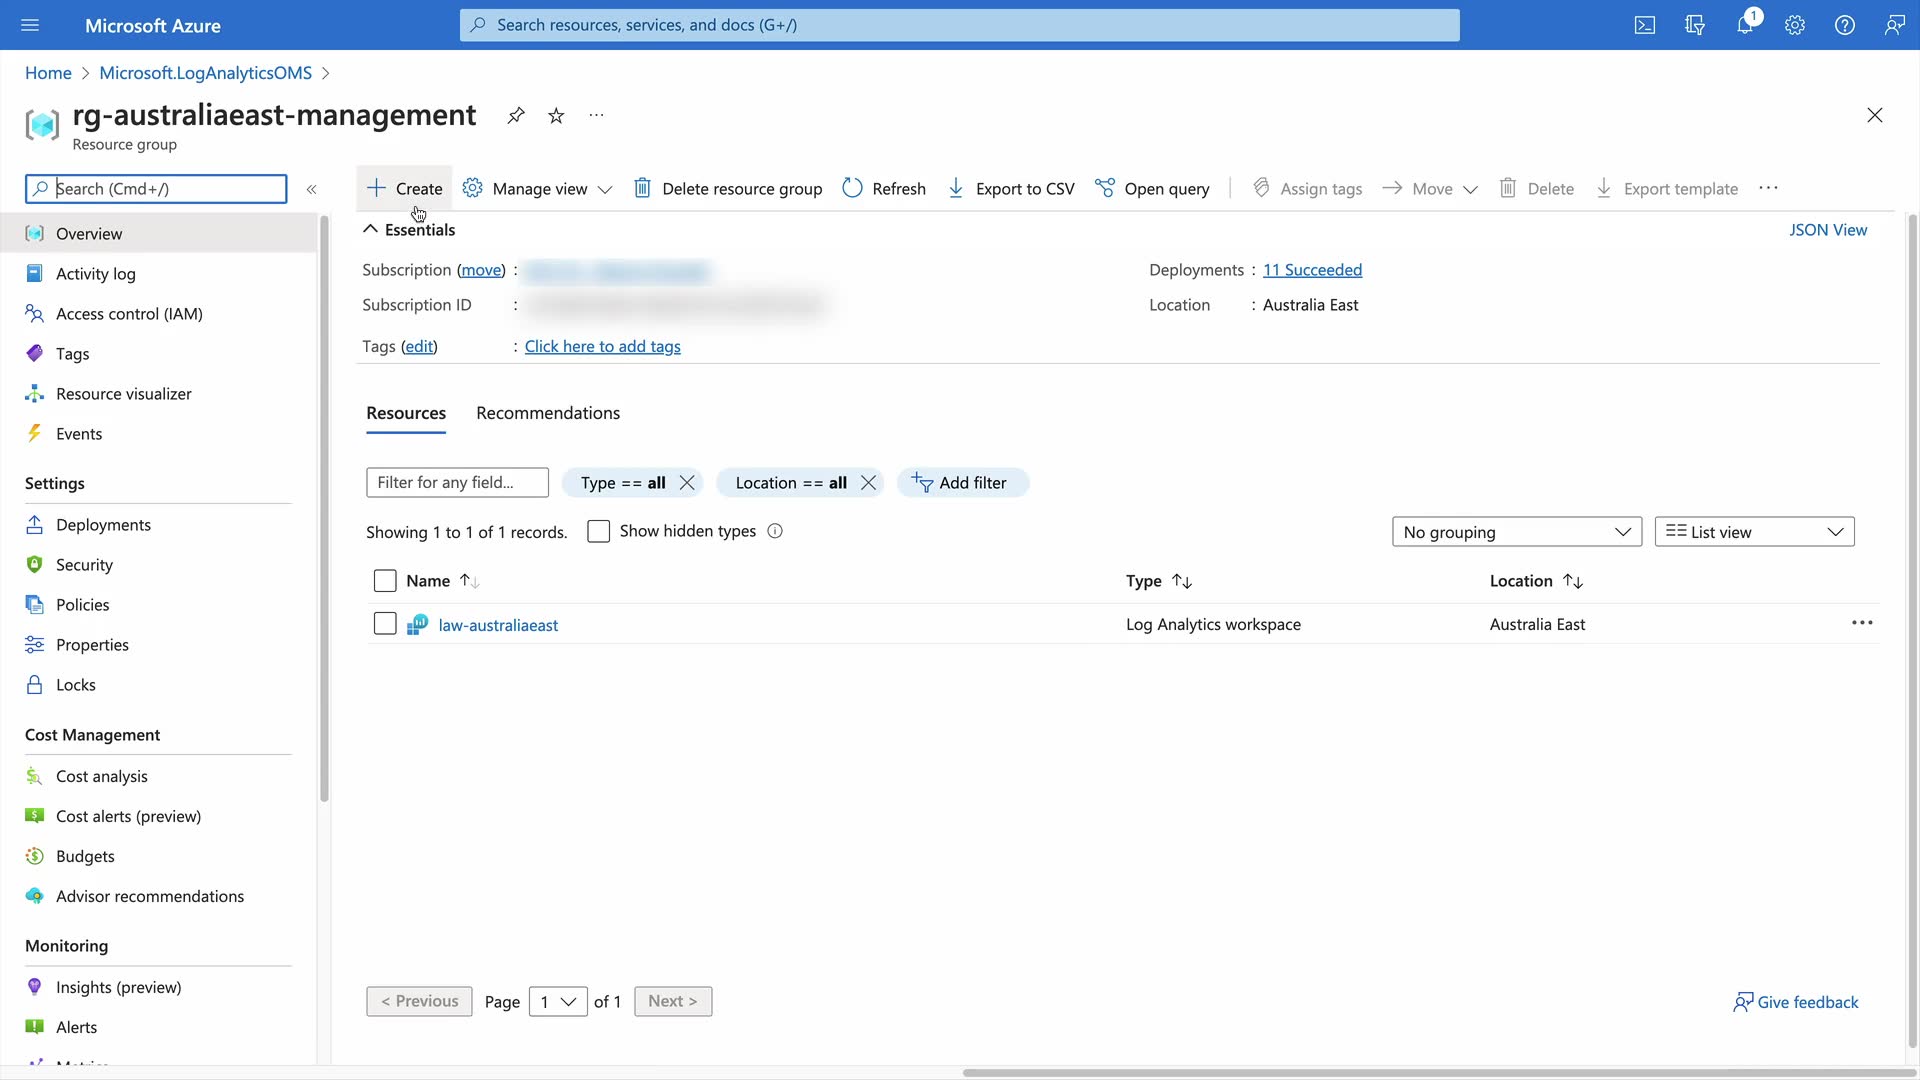 Microsoft Azure
Search resources, services, and docs (G+/)
1
Home > Microsoft.LogAnalyticsOMS >
rg-australiaeast-management
...
Resource group
Search (Cmd+/)
«
Create
Manage view
Delete resource group
Refresh
Export to CSV
Open query
Assign tags
Move
Delete
Export template
...
Overview
Activity log
Access control (IAM)
Tags
Resource visualizer
Events
Settings
Deployments
Security
Policies
Properties
Locks
Cost Management
Cost analysis
Cost alerts (preview)
Budgets
Advisor recommendations
Monitoring
Insights (preview)
Alerts
Essentials
JSON View
Subscription (move) :
Deployments : 11 Succeeded
Subscription ID :
Location : Australia East
Tags (edit) : Click here to add tags
Resources
Recommendations
Filter for any field...
Type == all
Location == all
Add filter
Showing 1 to 1 of 1 records.
Show hidden types
No grouping
List view
Name
Type
Location
law-australiaeast
Log Analytics workspace
Australia East
...
< Previous
Page 1 of 1
Next >
Give feedback